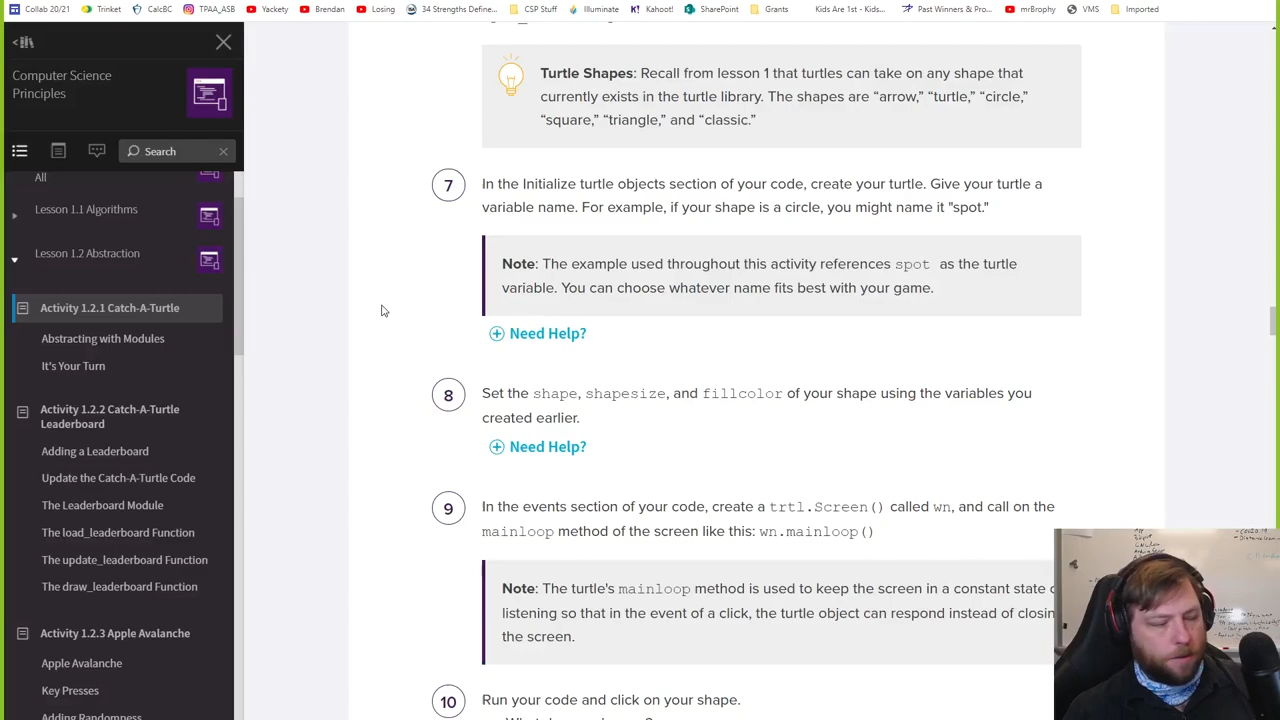 Collab 20/21 Trinket CalcBC TPAA_ASB Yackety Brendan Losing 34 Strengths Define... CSP Stuff Illuminate Kahoot! SharePoint Grants Kids Are 1st - Kids... Past Winners & Pro... mrBrophy VMS Imported
Computer Science
Principles
Search
All
Lesson 1.1 Algorithms
Lesson 1.2 Abstraction
Activity 1.2.1 Catch-A-Turtle
Abstracting with Modules
It's Your Turn
Activity 1.2.2 Catch-A-Turtle
Leaderboard
Adding a Leaderboard
Update the Catch-A-Turtle Code
The Leaderboard Module
The load_leaderboard Function
The update_leaderboard Function
The draw_leaderboard Function
Activity 1.2.3 Apple Avalanche
Apple Avalanche
Key Presses
Adding Randomness
Turtle Shapes: Recall from lesson 1 that turtles can take on any shape that
currently exists in the turtle library. The shapes are “arrow,” “turtle,” “circle,”
“square,” “triangle,” and “classic.”
7 In the Initialize turtle objects section of your code, create your turtle. Give your turtle a
variable name. For example, if your shape is a circle, you might name it "spot."
Note: The example used throughout this activity references spot as the turtle
variable. You can choose whatever name fits best with your game.
Need Help?
8 Set the shape, shapesize, and fillcolor of your shape using the variables you
created earlier.
Need Help?
9 In the events section of your code, create a trtl.Screen() called wn, and call on the
mainloop method of the screen like this: wn.mainloop()
Note: The turtle's mainloop method is used to keep the screen in a constant state
listening so that in the event of a click, the turtle object can respond instead of closin
the screen.
10 Run your code and click on your shape.